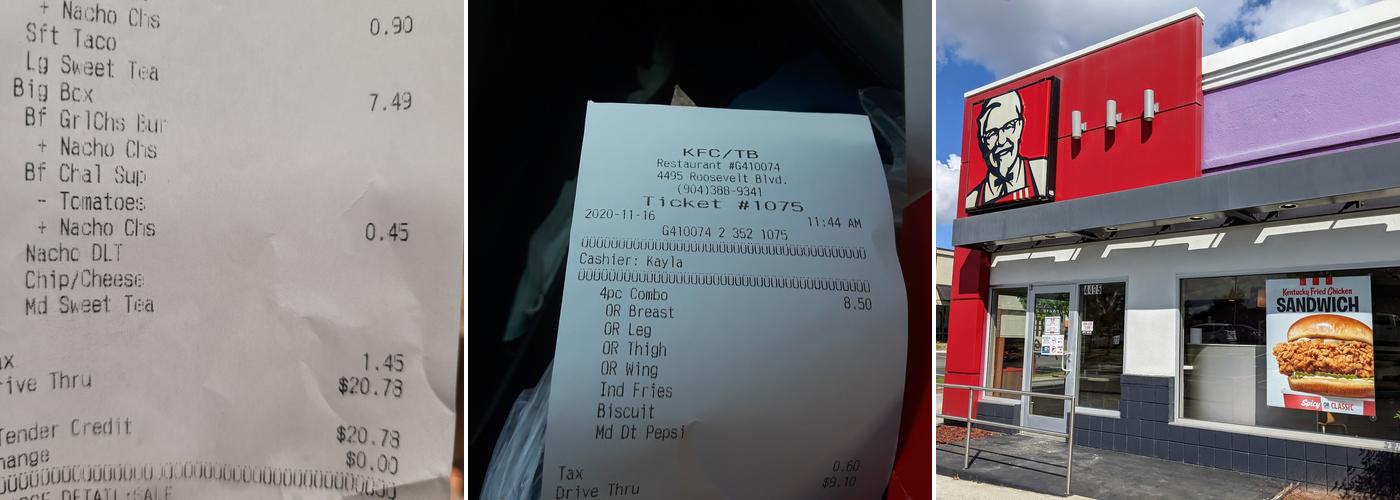 + Nacho Chs 0.90
Sft Taco
Lg Sweet Tea
Big Box 7.49
Bf GrlChs Bur
+ Nacho Chs
Bf Chal Sup
- Tomatoes
+ Nacho Chs 0.45
Nacho DLT
Chip/Cheese
Md Sweet Tea
ax 1.45
rive Thru $20.78
Tender Credit $20.78
hange $0.00
KFC/TB
Restaurant #G410074
4495 Roosevelt Blvd.
(904)388-9341
Ticket #1075
2020-11-16 11:44 AM
G410074 2 352 1075
Cashier: Kayla
4pc Combo 8.50
OR Breast
OR Leg
OR Thigh
OR Wing
Ind Fries
Biscuit
Md Dt Pepsi
Tax 0.60
Drive Thru $9.10
4495
Kentucky Fried Chicken
SANDWICH
Spicy OR CLASSIC